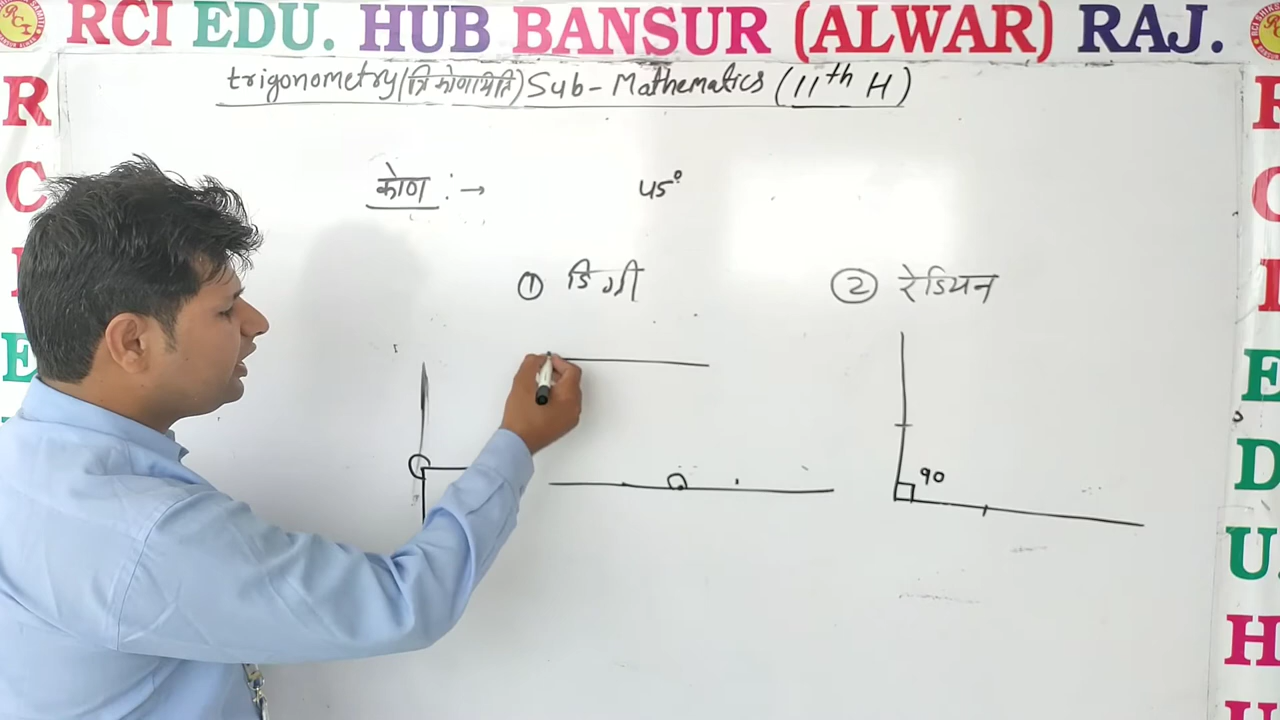 RCI EDU. HUB BANSUR (ALWAR) RAJ.
trigonometry (त्रिकोणमिति) Sub - Mathematics (11th H)
कोण :→ 45°
① डिग्री ② रेडियन
90
R
C
I
E
R
C
I
E
D
U.
H
U